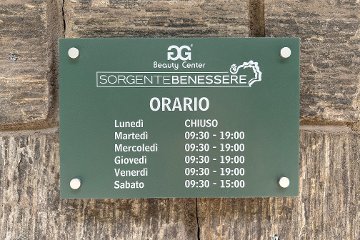 GG
Beauty Center
SORGENTEBENESSERE
ORARIO
Lunedì CHIUSO
Martedì 09:30 - 19:00
Mercoledì 09:30 - 19:00
Giovedì 09:30 - 19:00
Venerdì 09:30 - 19:00
Sabato 09:30 - 15:00